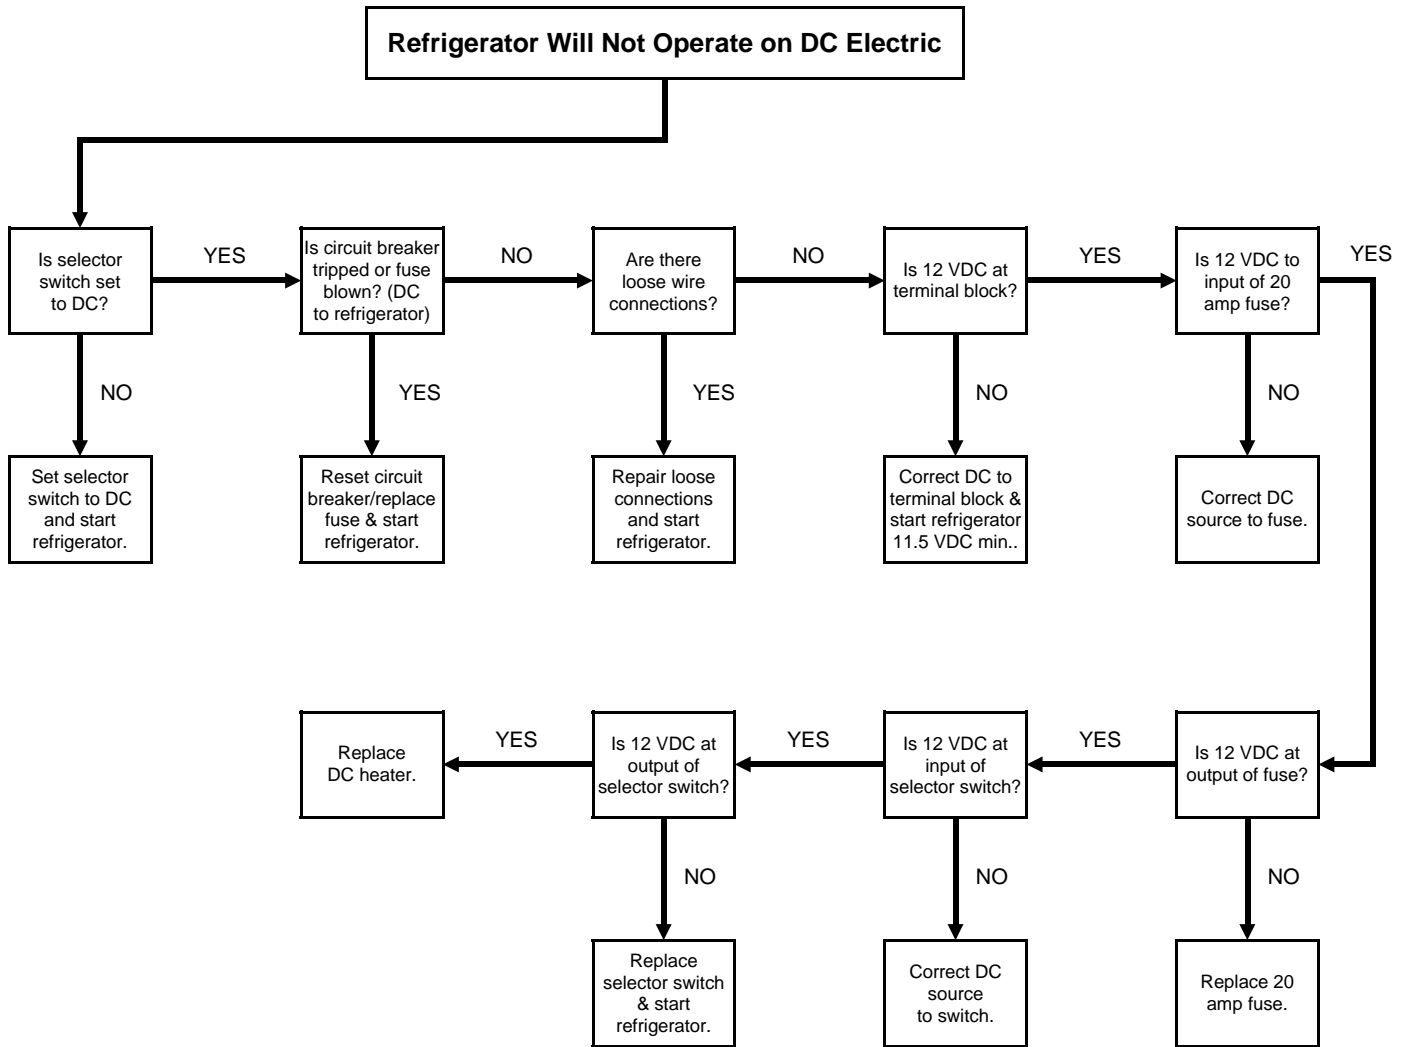 Refrigerator Will Not Operate on DC Electric
Is selector
switch set
to DC?
YES
Is circuit breaker
tripped or fuse
blown? (DC
to refrigerator)
NO
Are there
loose wire
connections?
NO
Is 12 VDC at
terminal block?
YES
Is 12 VDC to
input of 20
amp fuse?
YES
NO
YES
YES
NO
NO
Set selector
switch to DC
and start
refrigerator.
Reset circuit
breaker/replace
fuse & start
refrigerator.
Repair loose
connections
and start
refrigerator.
Correct DC to
terminal block &
start refrigerator
11.5 VDC min..
Correct DC
source to fuse.
Replace
DC heater.
YES
Is 12 VDC at
output of
selector switch?
YES
Is 12 VDC at
input of
selector switch?
YES
Is 12 VDC at
output of fuse?
NO
NO
NO
Replace
selector switch
& start
refrigerator.
Correct DC
source
to switch.
Replace 20
amp fuse.